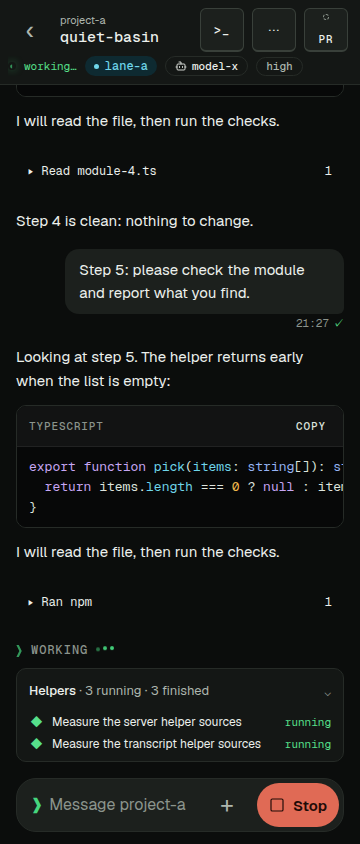 project-a
quiet-basin
>_
...
PR
working…
lane-a
model-x
high
I will read the file, then run the checks.
Read module-4.ts 1
Step 4 is clean: nothing to change.
Step 5: please check the module
and report what you find.
21:27 ✓
Looking at step 5. The helper returns early
when the list is empty:
TYPESCRIPT COPY
export function pick(items: string[]): st
return items.length === 0 ? null : item
}
I will read the file, then run the checks.
Ran npm 1
WORKING
Helpers · 3 running · 3 finished
Measure the server helper sources running
Measure the transcript helper sources running
Message project-a
+
Stop